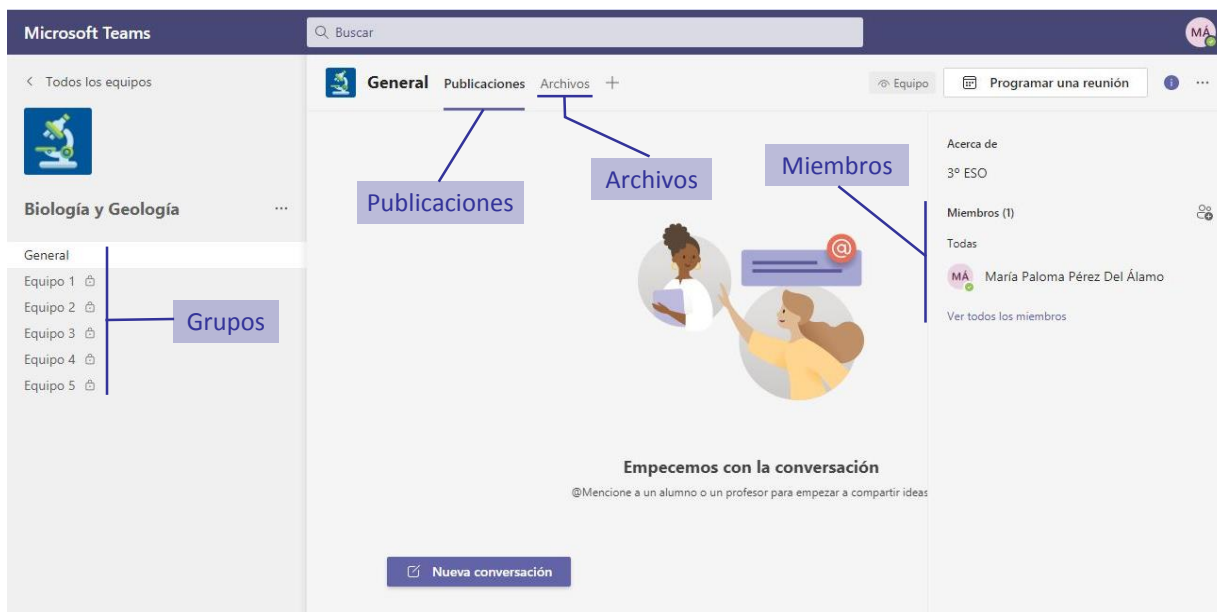 Microsoft Teams
Buscar
MÁ
Todos los equipos
General Publicaciones Archivos
Equipo
Programar una reunión
Biología y Geología
General
Equipo 1
Equipo 2
Equipo 3
Equipo 4
Equipo 5
Grupos
Publicaciones
Archivos
Miembros
@
Empecemos con la conversación
@Mencione a un alumno o un profesor para empezar a compartir ideas
Nueva conversación
Acerca de
3º ESO
Miembros (1)
Todas
MÁ María Paloma Pérez Del Álamo
Ver todos los miembros